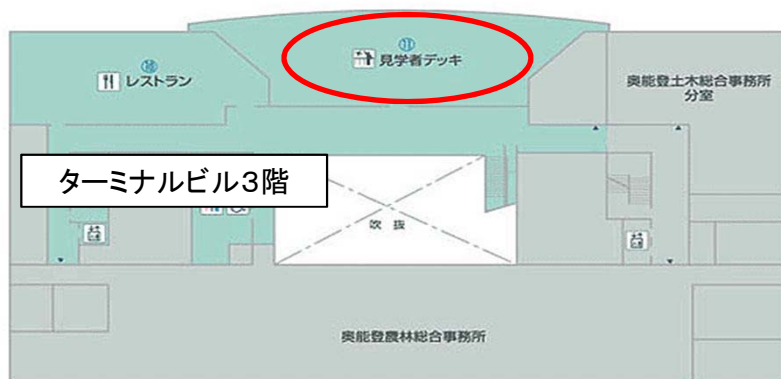 ⑪
見学者デッキ
⑩
レストラン
奥能登土木総合事務所
分室
ターミナルビル3階
吹 抜
奥能登農林総合事務所